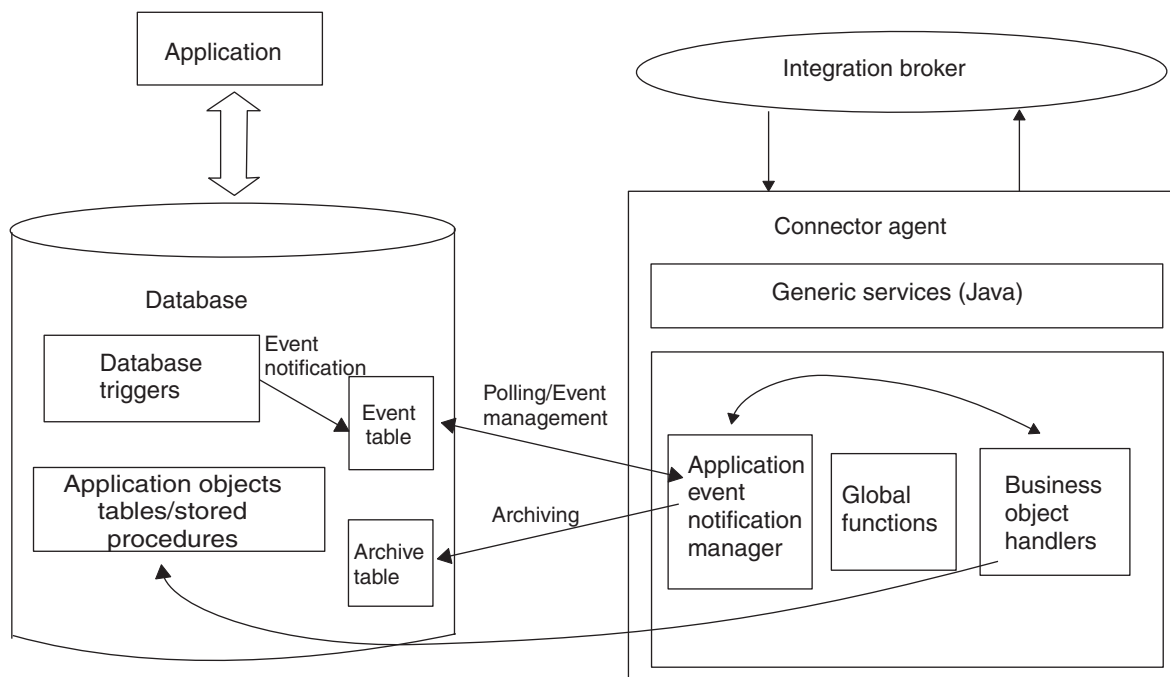 Application
Integration broker
Connector agent
Generic services (Java)
Database
Database
triggers
Event
notification
Event
table
Polling/Event
management
Application
event
notification
manager
Global
functions
Business
object
handlers
Application objects
tables/stored
procedures
Archiving
Archive
table